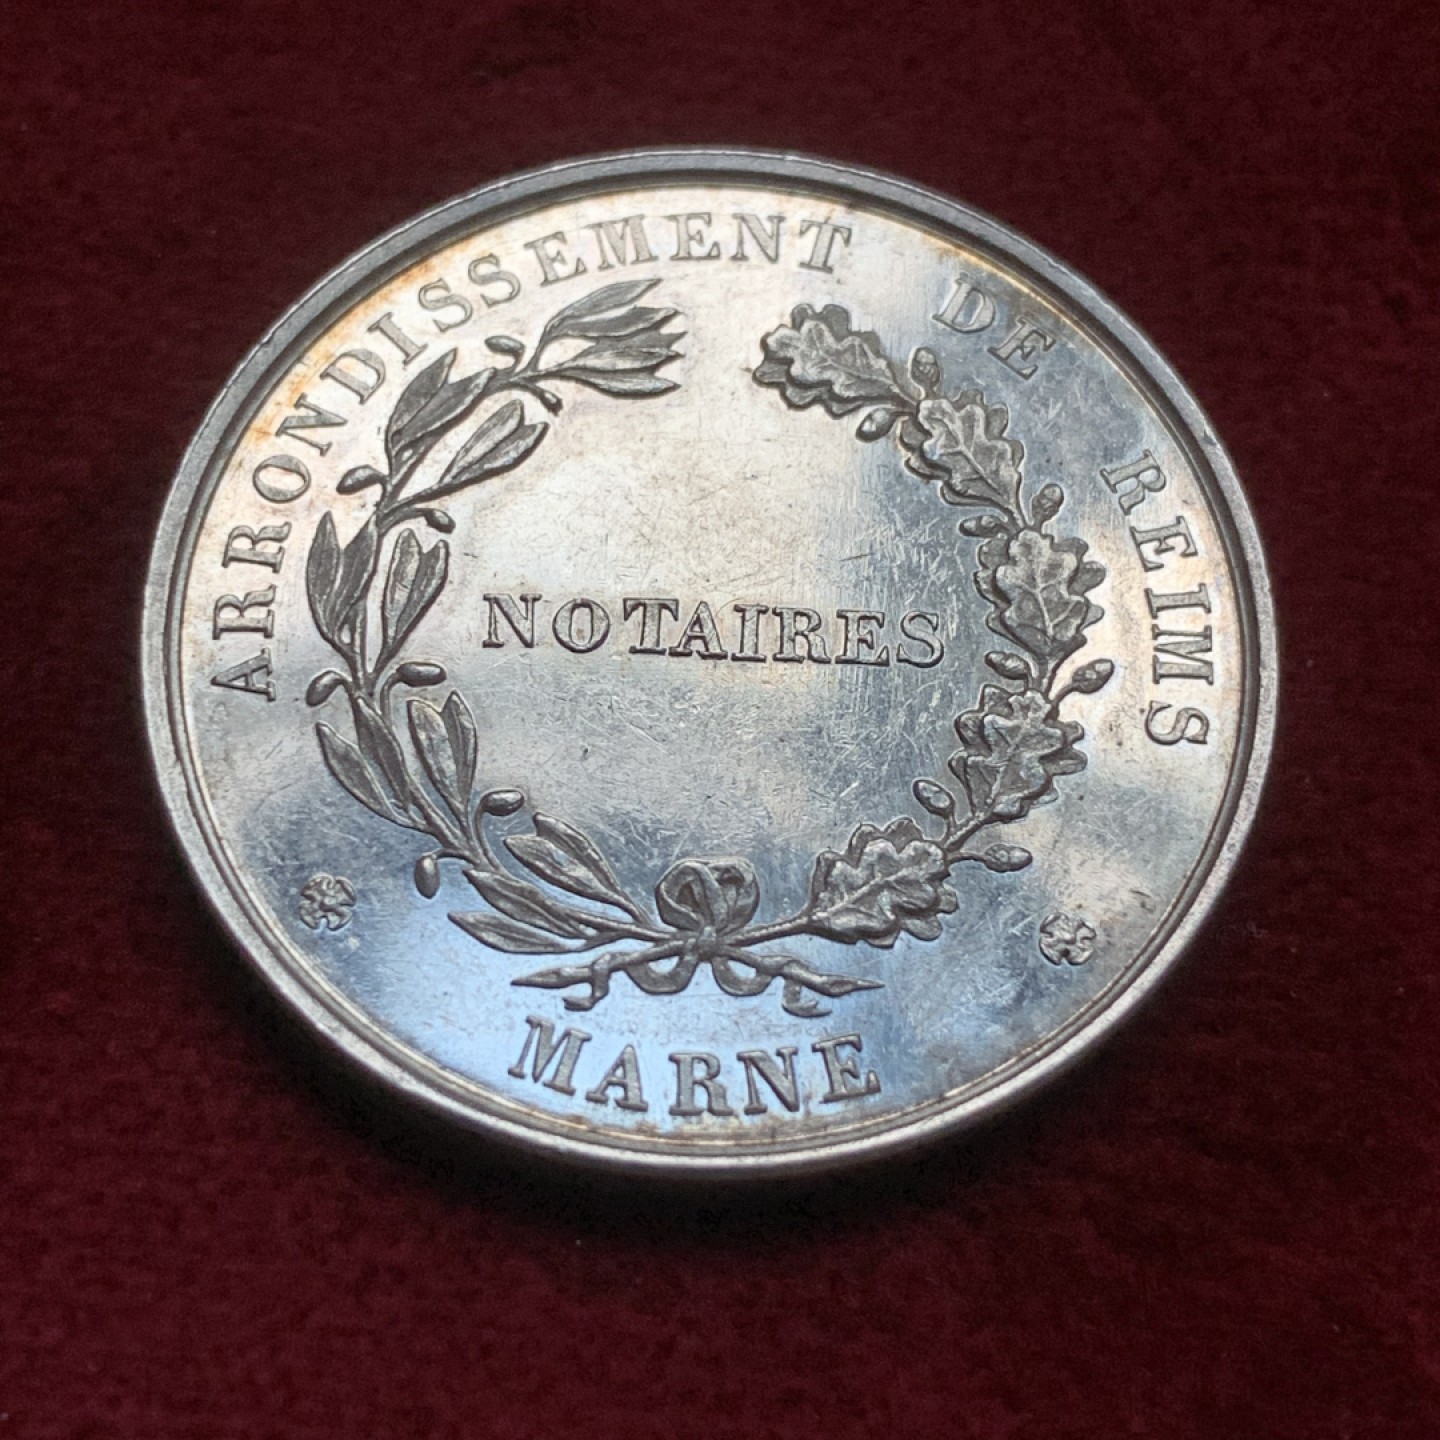 ARRONDISSEMENT DE REIMS
NOTAIRES
MARNE